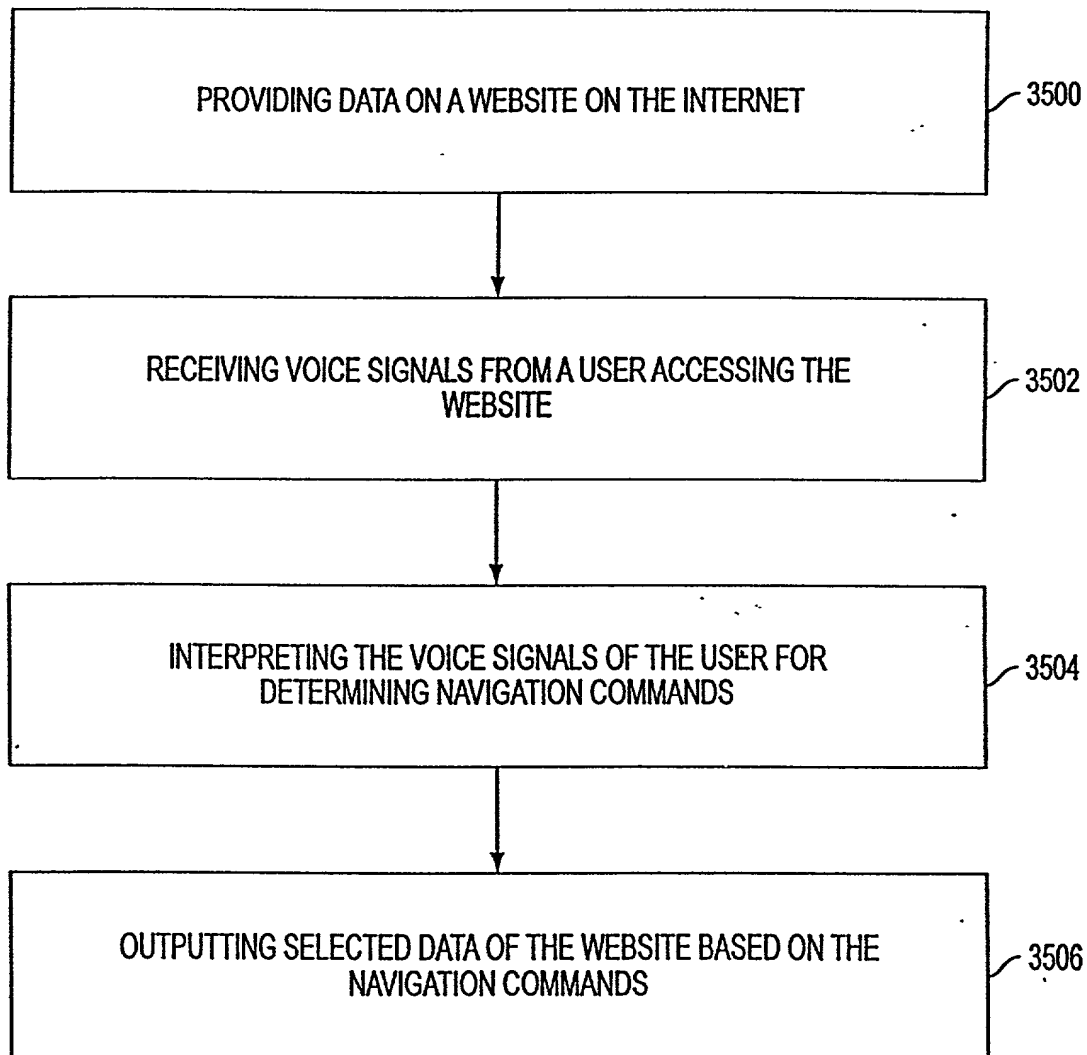 PROVIDING DATA ON A WEBSITE ON THE INTERNET
3500
RECEIVING VOICE SIGNALS FROM A USER ACCESSING THE
WEBSITE
3502
INTERPRETING THE VOICE SIGNALS OF THE USER FOR
DETERMINING NAVIGATION COMMANDS
3504
OUTPUTTING SELECTED DATA OF THE WEBSITE BASED ON THE
NAVIGATION COMMANDS
3506